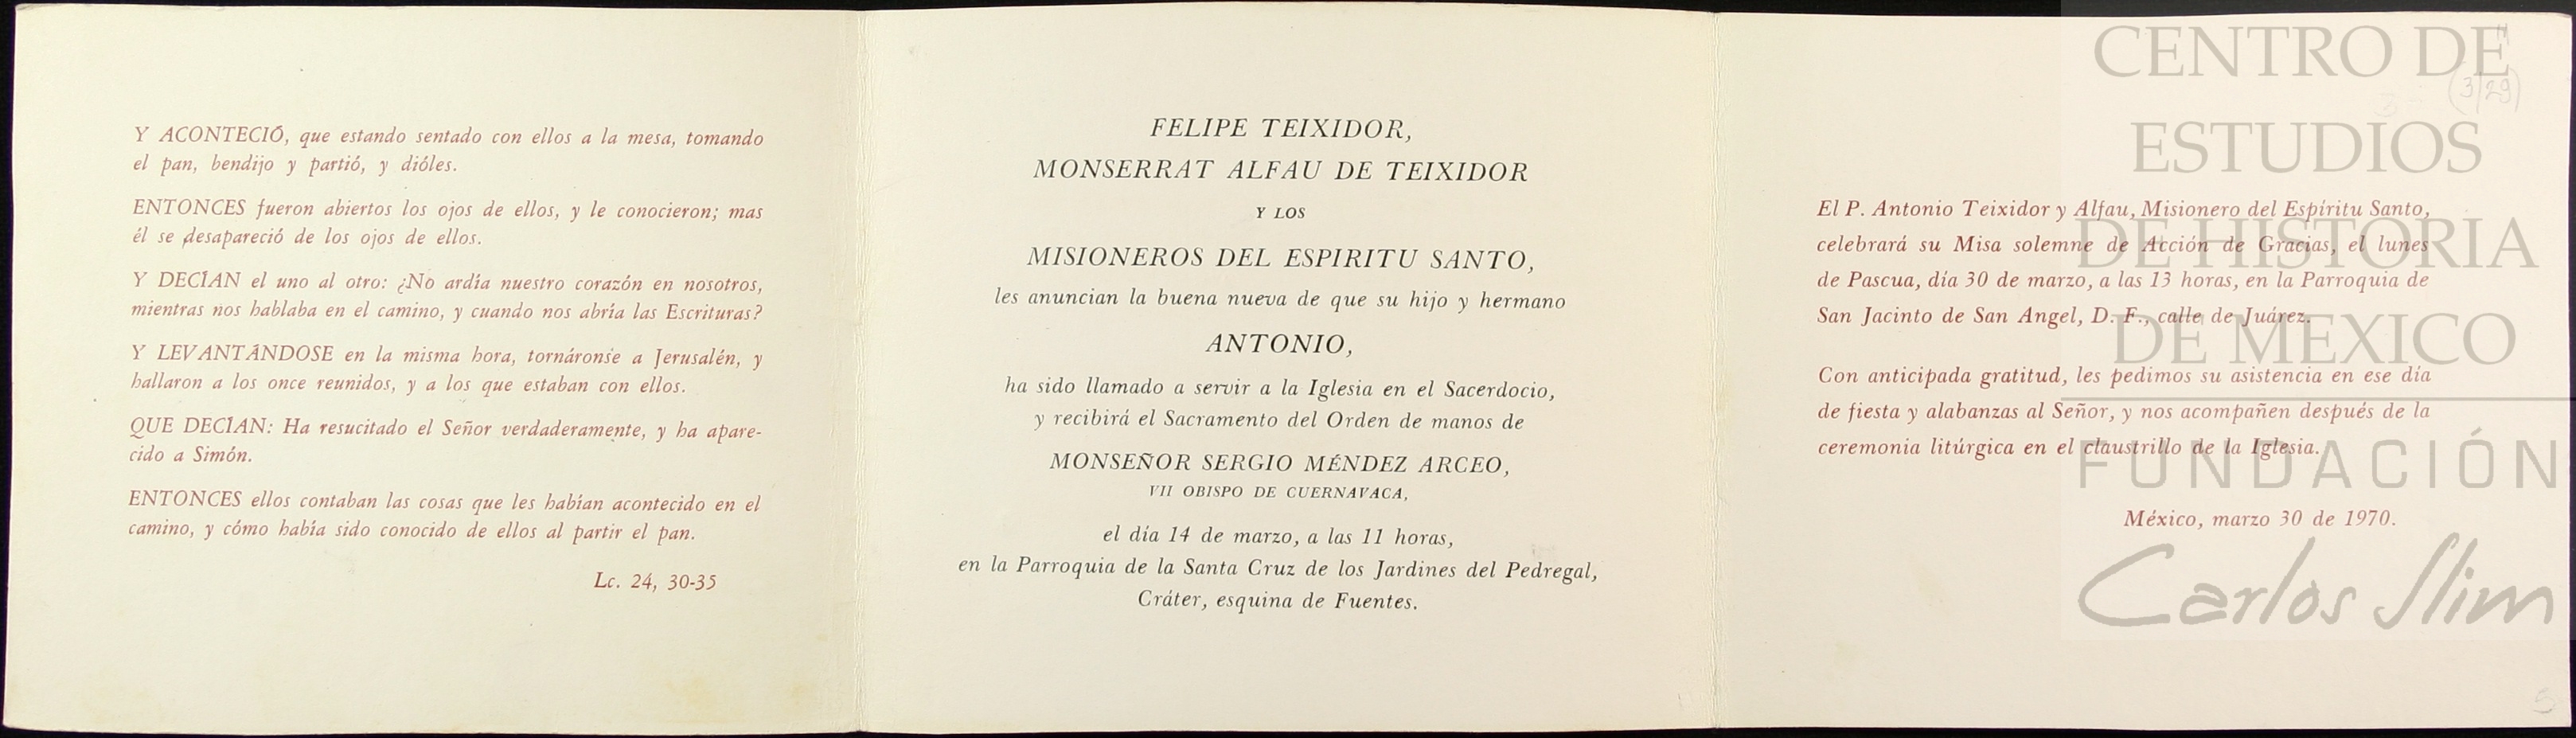 Y ACONTECIÓ, que estando sentado con ellos a la mesa, tomando
el pan, bendijo y partió, y dióles.
ENTONCES fueron abiertos los ojos de ellos, y le conocieron; mas
él se desapareció de los ojos de ellos.
Y DECÍAN el uno al otro: ¿No ardía nuestro corazón en nosotros,
mientras nos hablaba en el camino, y cuando nos abría las Escrituras?
Y LEVANTÁNDOSE en la misma hora, tornáronse a Jerusalén, y
hallaron a los once reunidos, y a los que estaban con ellos.
QUE DECÍAN: Ha resucitado el Señor verdaderamente, y ha apare-
cido a Simón.
ENTONCES ellos contaban las cosas que les habían acontecido en el
camino, y cómo había sido conocido de ellos al partir el pan.
Lc. 24, 30-35
FELIPE TEIXIDOR,
MONSERRAT ALFAU DE TEIXIDOR
Y LOS
MISIONEROS DEL ESPIRITU SANTO,
les anuncian la buena nueva de que su hijo y hermano
ANTONIO,
ha sido llamado a servir a la Iglesia en el Sacerdocio,
y recibirá el Sacramento del Orden de manos de
MONSEÑOR SERGIO MÉNDEZ ARCEO,
VII OBISPO DE CUERNAVACA,
el día 14 de marzo, a las 11 horas,
en la Parroquia de la Santa Cruz de los Jardines del Pedregal,
Cráter, esquina de Fuentes.
El P. Antonio Teixidor y Alfau, Misionero del Espíritu Santo,
celebrará su Misa solemne de Acción de Gracias, el lunes
de Pascua, día 30 de marzo, a las 13 horas, en la Parroquia de
San Jacinto de San Angel, D. F., calle de Juárez.
Con anticipada gratitud, les pedimos su asistencia en ese día
de fiesta y alabanzas al Señor, y nos acompañen después de la
ceremonia litúrgica en el claustrillo de la Iglesia.
México, marzo 30 de 1970.
CENTRO DE
ESTUDIOS
DE HISTORIA
DE MEXICO
FUNDACIÓN
Carlos Slim
(3/29)
5